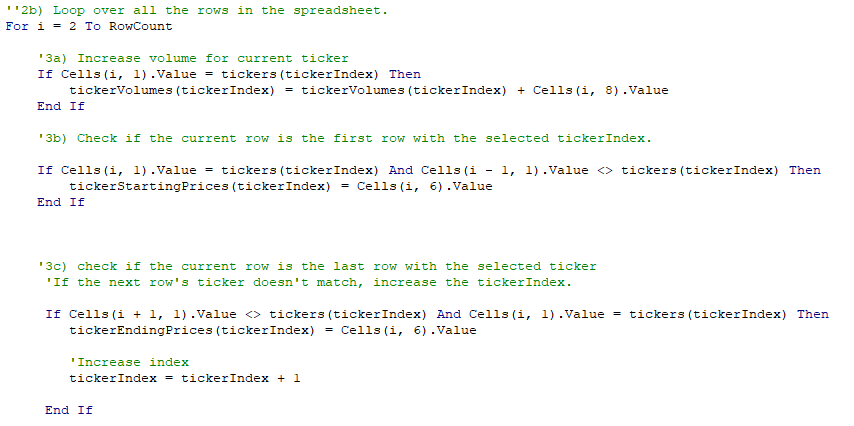 ''2b) Loop over all the rows in the spreadsheet.
For i = 2 To RowCount
'3a) Increase volume for current ticker
If Cells(i, 1).Value = tickers(tickerIndex) Then
tickerVolumes(tickerIndex) = tickerVolumes(tickerIndex) + Cells(i, 8).Value
End If
'3b) Check if the current row is the first row with the selected tickerIndex.
If Cells(i, 1).Value = tickers(tickerIndex) And Cells(i - 1, 1).Value <> tickers(tickerIndex) Then
tickerStartingPrices(tickerIndex) = Cells(i, 6).Value
End If
'3c) check if the current row is the last row with the selected ticker
'If the next row's ticker doesn't match, increase the tickerIndex.
If Cells(i + 1, 1).Value <> tickers(tickerIndex) And Cells(i, 1).Value = tickers(tickerIndex) Then
tickerEndingPrices(tickerIndex) = Cells(i, 6).Value
'Increase index
tickerIndex = tickerIndex + 1
End If